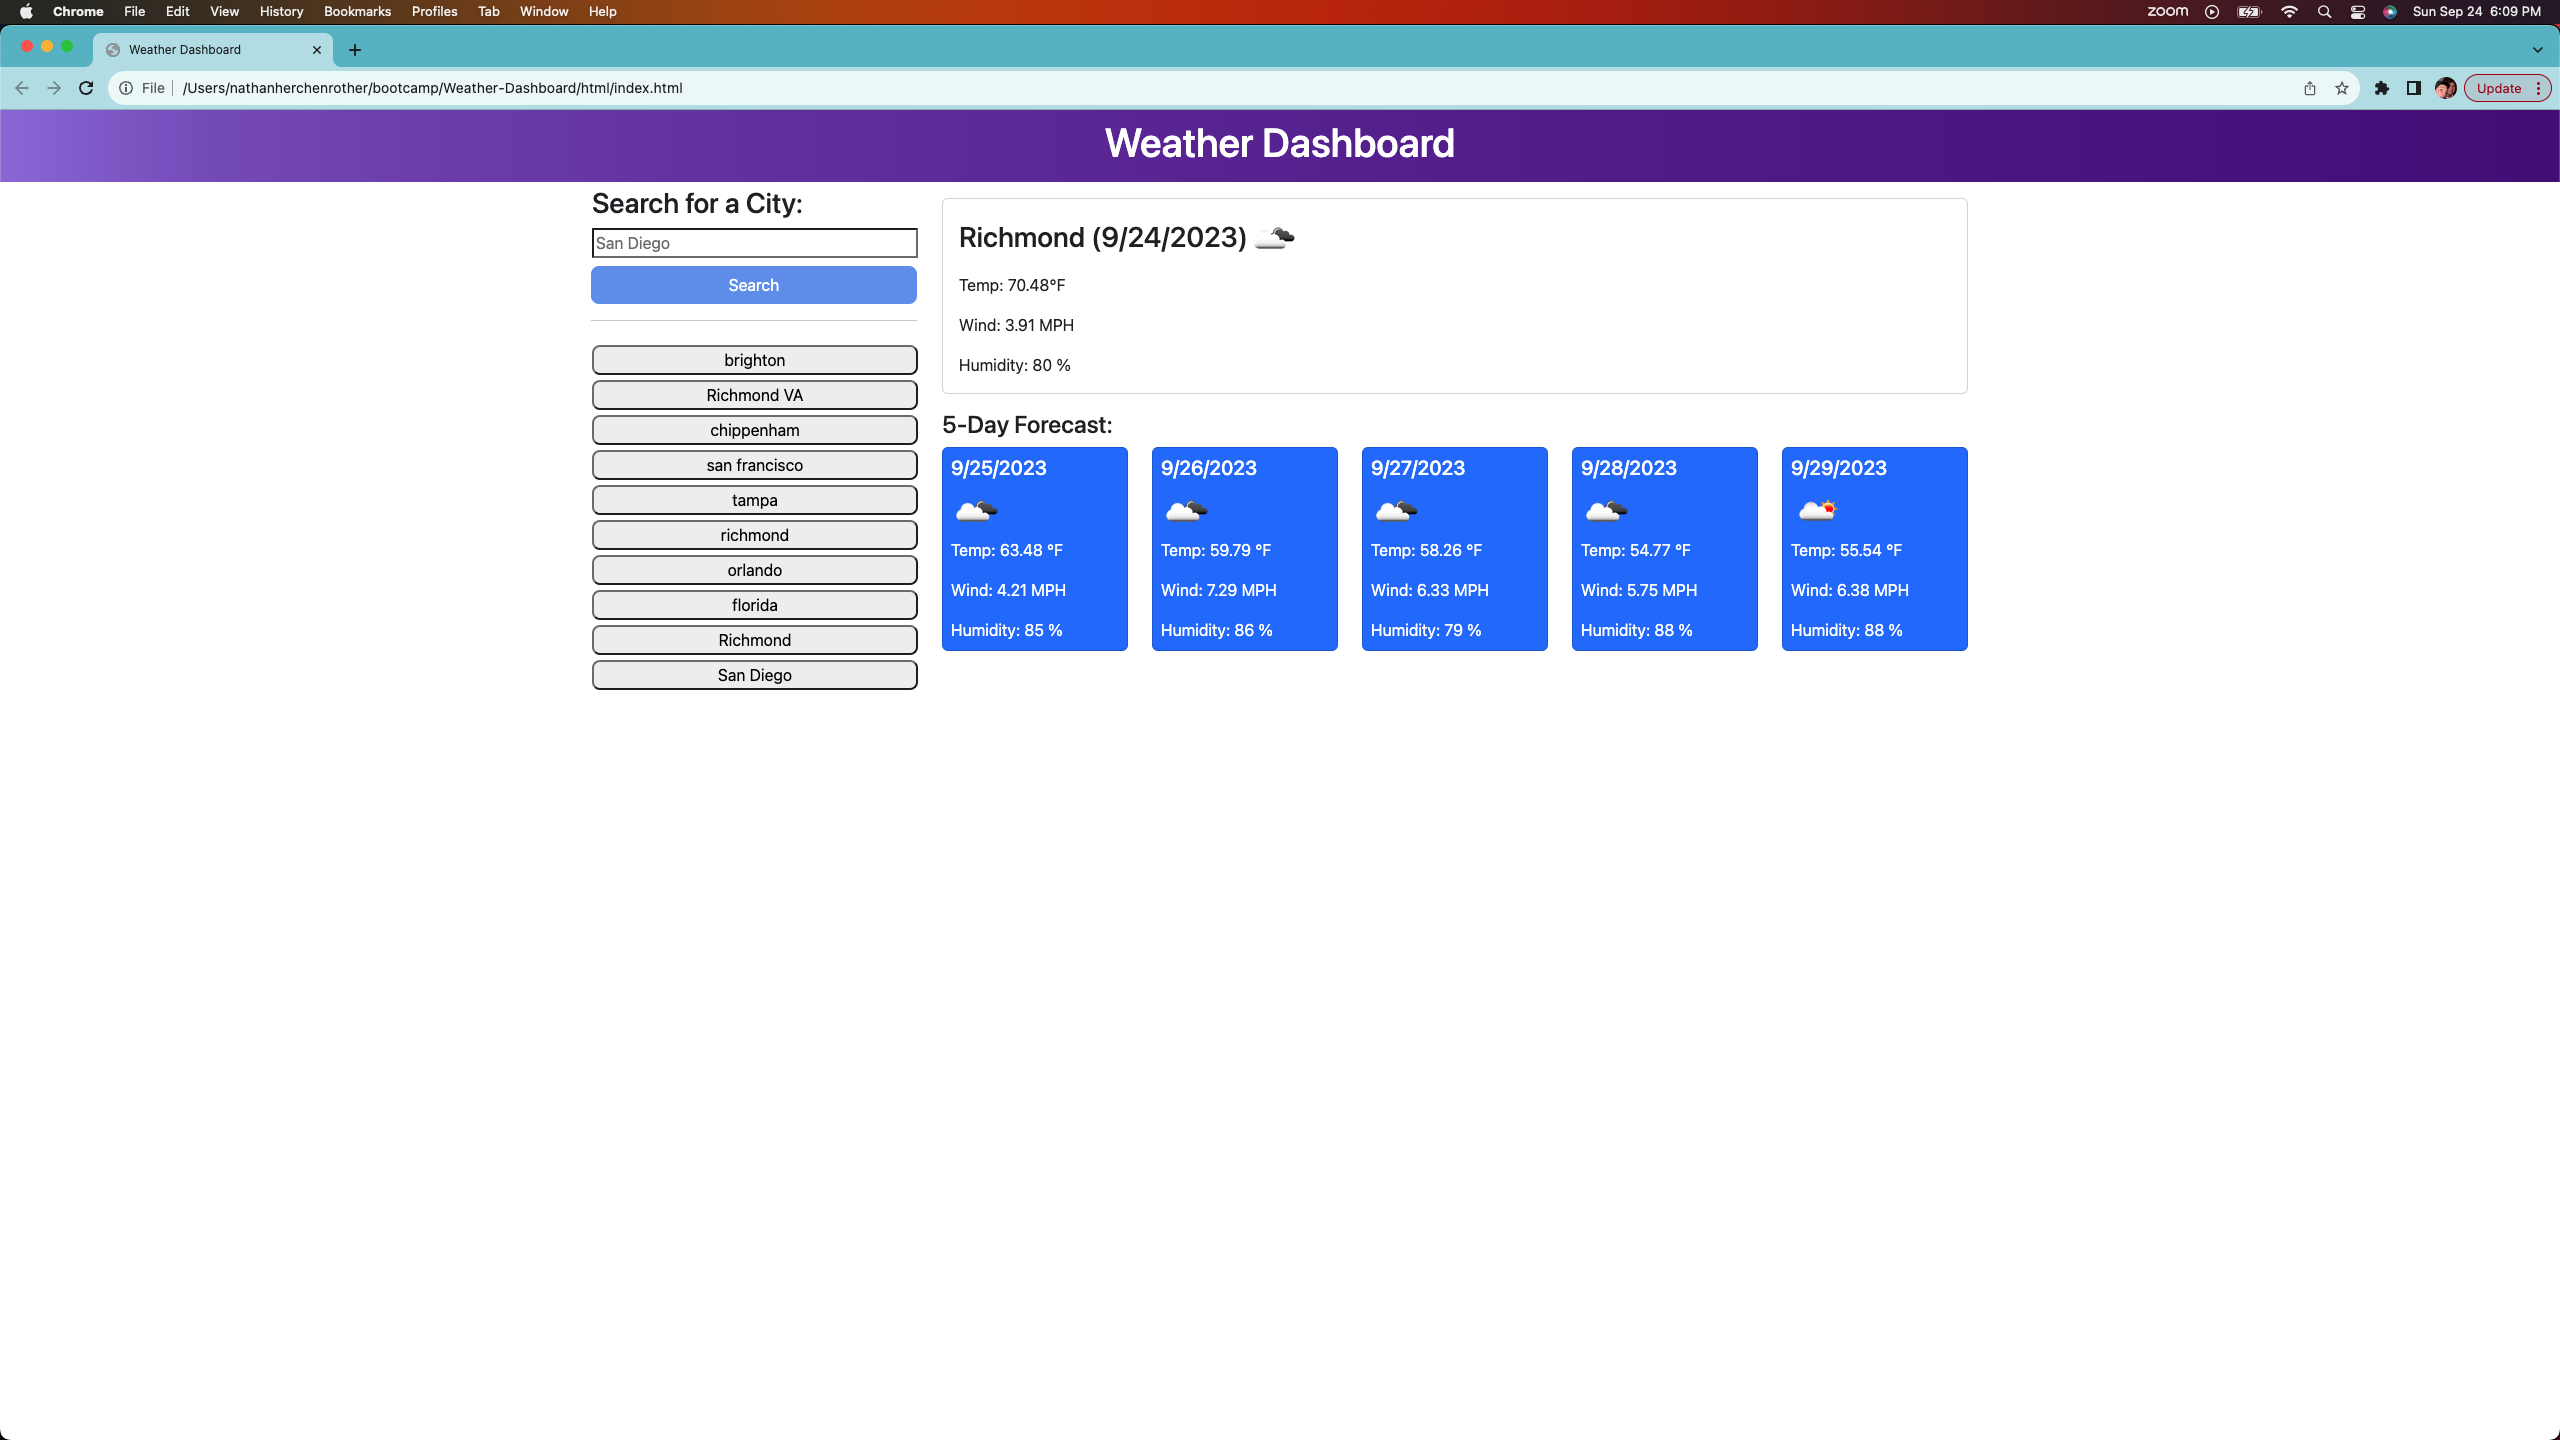 Chrome File Edit View History Bookmarks Profiles Tab Window Help zoom Sun Sep 24 6:09 PM
Weather Dashboard
File /Users/nathanherchenrother/bootcamp/Weather-Dashboard/html/index.html Update
Weather Dashboard
Search for a City:
San Diego
Search
brighton
Richmond VA
chippenham
san francisco
tampa
richmond
orlando
florida
Richmond
San Diego
Richmond (9/24/2023)
Temp: 70.48°F
Wind: 3.91 MPH
Humidity: 80 %
5-Day Forecast:
9/25/2023
Temp: 63.48 °F
Wind: 4.21 MPH
Humidity: 85 %
9/26/2023
Temp: 59.79 °F
Wind: 7.29 MPH
Humidity: 86 %
9/27/2023
Temp: 58.26 °F
Wind: 6.33 MPH
Humidity: 79 %
9/28/2023
Temp: 54.77 °F
Wind: 5.75 MPH
Humidity: 88 %
9/29/2023
Temp: 55.54 °F
Wind: 6.38 MPH
Humidity: 88 %